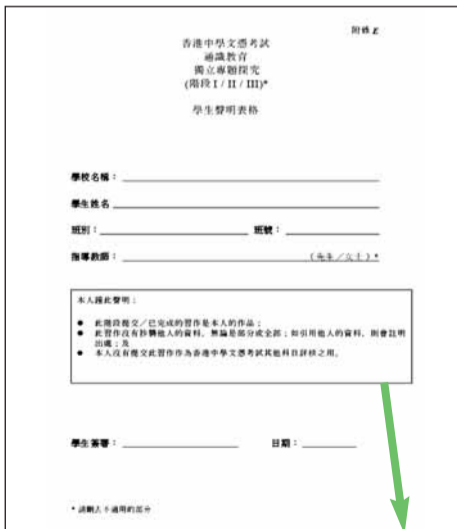 附件 E
香港中學文憑考試
通識教育
獨立專題探究
(階段 I / II / III)*
學生聲明表格
學校名稱：
學生姓名
班別： 班號：
指導教師： （先生／女士）*
本人謹此聲明：
● 此階段提交／已完成的習作是本人的作品；
● 此習作沒有抄襲他人的資料，無論是部分或全部；如引用他人的資料，則會註明
出處；及
● 本人沒有提交此習作作為香港中學文憑考試其他科目評核之用。
學生簽署： 日期：
* 請刪去不適用的部分